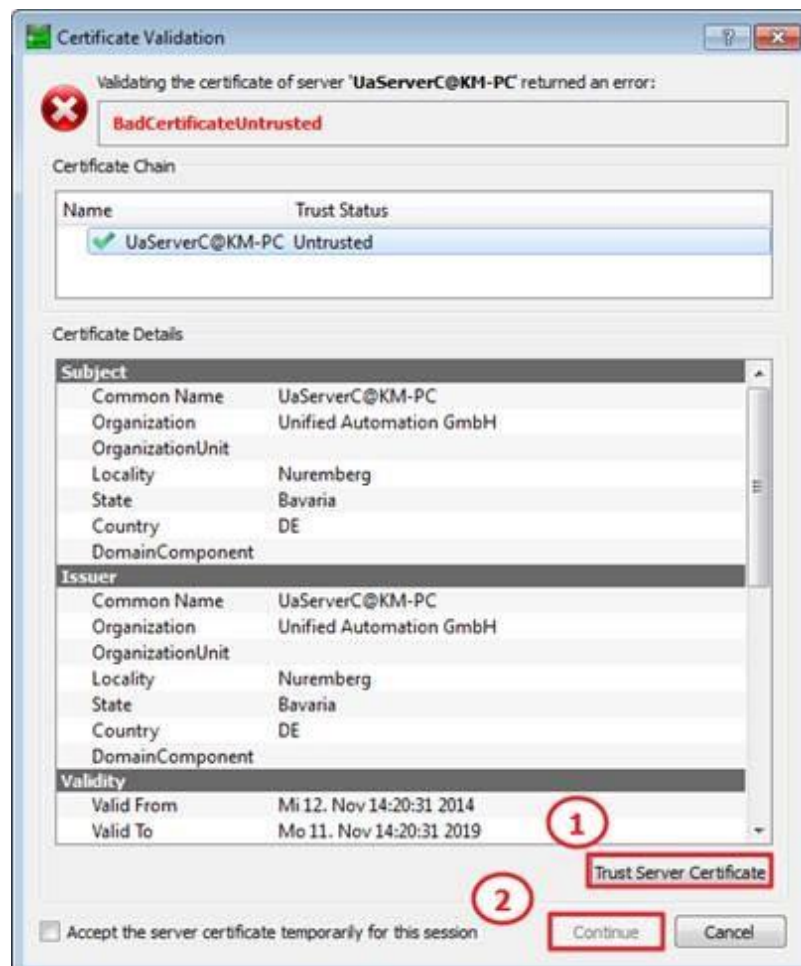 Certificate Validation
Validating the certificate of server 'UaServerC@KM-PC' returned an error:
BadCertificateUntrusted
Certificate Chain
Name Trust Status
UaServerC@KM-PC Untrusted
Certificate Details
Subject
Common Name UaServerC@KM-PC
Organization Unified Automation GmbH
OrganizationUnit
Locality Nuremberg
State Bavaria
Country DE
DomainComponent
Issuer
Common Name UaServerC@KM-PC
Organization Unified Automation GmbH
OrganizationUnit
Locality Nuremberg
State Bavaria
Country DE
DomainComponent
Validity
Valid From Mi 12. Nov 14:20:31 2014
Valid To Mo 11. Nov 14:20:31 2019
1
Trust Server Certificate
2
Accept the server certificate temporarily for this session Continue Cancel